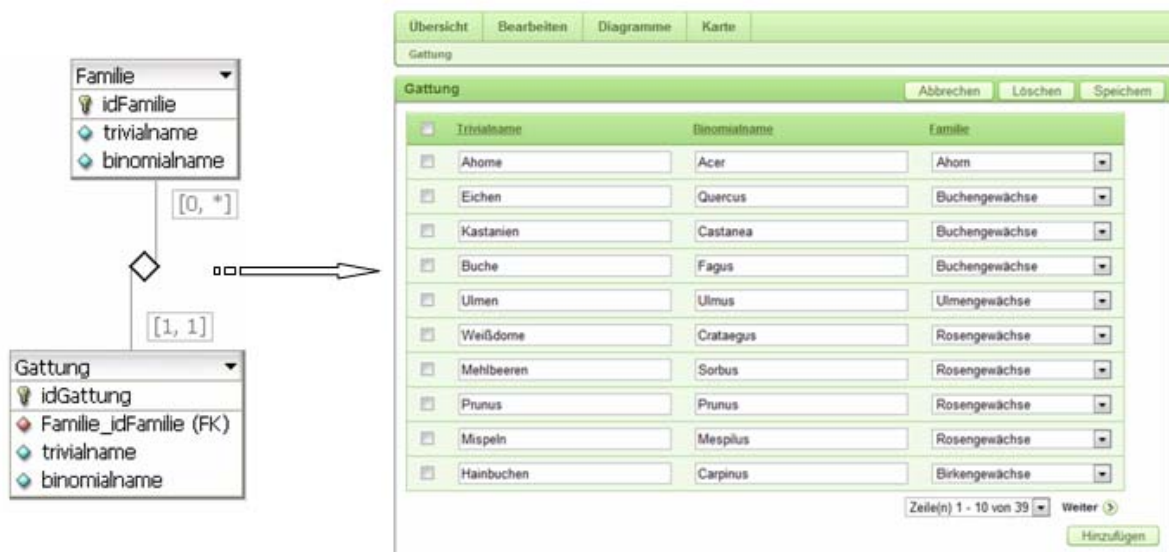 Familie
idFamilie
trivialname
binomialname
[0, *]
[1, 1]
Gattung
idGattung
Familie_idFamilie (FK)
trivialname
binomialname
Übersicht Bearbeiten Diagramme Karte
Gattung
Gattung Abbrechen Löschen Speichern
Trivialname Binomialname Familie
Ahorne Acer Ahorn
Eichen Quercus Buchengewächse
Kastanien Castanea Buchengewächse
Buche Fagus Buchengewächse
Ulmen Ulmus Ulmengewächse
Weißdorne Crataegus Rosengewächse
Mehlbeeren Sorbus Rosengewächse
Prunus Prunus Rosengewächse
Mispeln Mespilus Rosengewächse
Hainbuchen Carpinus Birkengewächse
Zeile(n) 1 - 10 von 39 Weiter
Hinzufügen